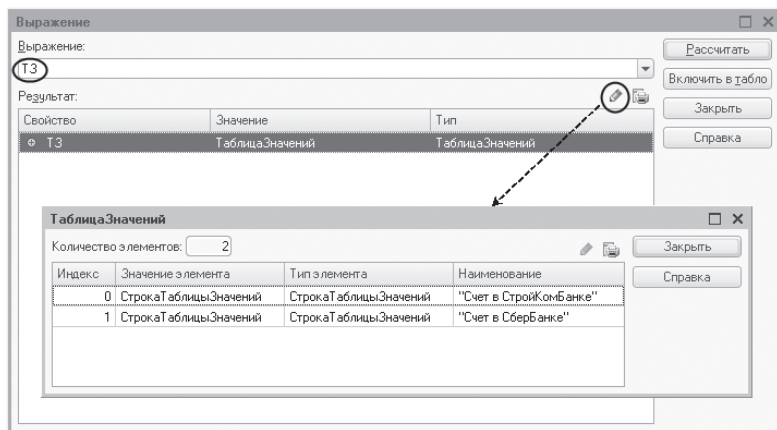 Выражение
Выражение:
ТЗ
Рассчитать
Включить в табло
Результат:
Закрыть
Свойство Значение Тип
Справка
ТЗ ТаблицаЗначений ТаблицаЗначений
ТаблицаЗначений
Количество элементов: 2
Закрыть
Индекс Значение элемента Тип элемента Наименование
Справка
0 СтрокаТаблицыЗначений СтрокаТаблицыЗначений "Счет в СтройКомБанке"
1 СтрокаТаблицыЗначений СтрокаТаблицыЗначений "Счет в СберБанке"